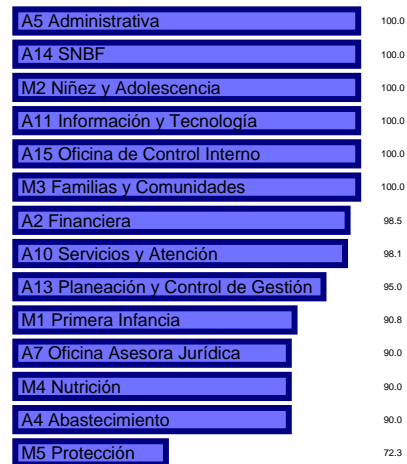 A5 Administrativa 100.0
A14 SNBF 100.0
M2 Niñez y Adolescencia 100.0
A11 Información y Tecnología 100.0
A15 Oficina de Control Interno 100.0
M3 Familias y Comunidades 100.0
A2 Financiera 98.5
A10 Servicios y Atención 98.1
A13 Planeación y Control de Gestión 95.0
M1 Primera Infancia 90.8
A7 Oficina Asesora Jurídica 90.0
M4 Nutrición 90.0
A4 Abastecimiento 90.0
M5 Protección 72.3